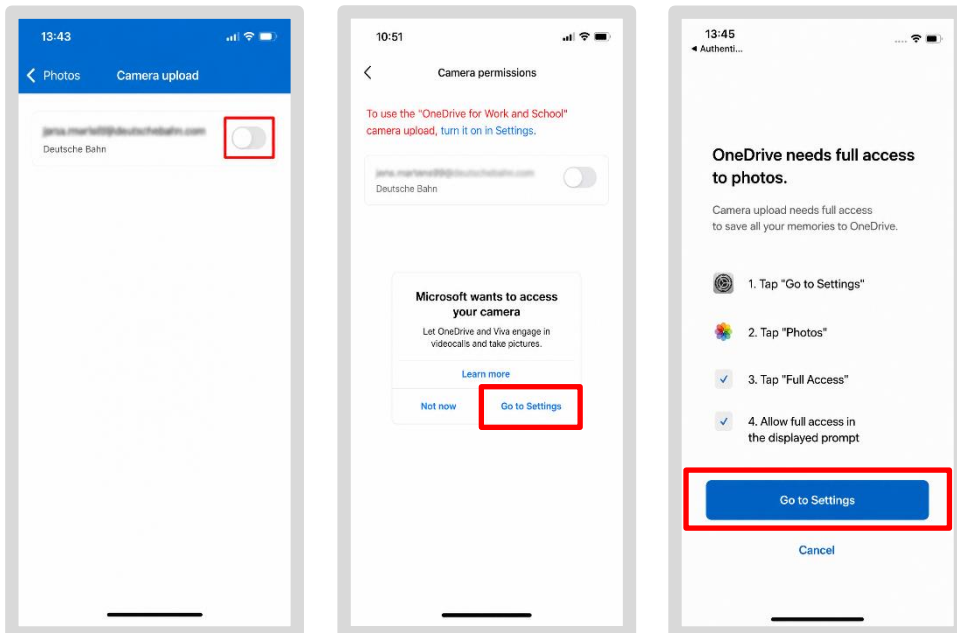 13:43
Photos
Camera upload
Deutsche Bahn
10:51
Camera permissions
To use the "OneDrive for Work and School"
camera upload, turn it on in Settings.
Deutsche Bahn
Microsoft wants to access
your camera
Let OneDrive and Viva engage in
videocalls and take pictures.
Learn more
Not now
Go to Settings
13:45
Authenti...
OneDrive needs full access
to photos.
Camera upload needs full access
to save all your memories to OneDrive.
1. Tap "Go to Settings"
2. Tap "Photos"
3. Tap "Full Access"
4. Allow full access in
the displayed prompt
Go to Settings
Cancel